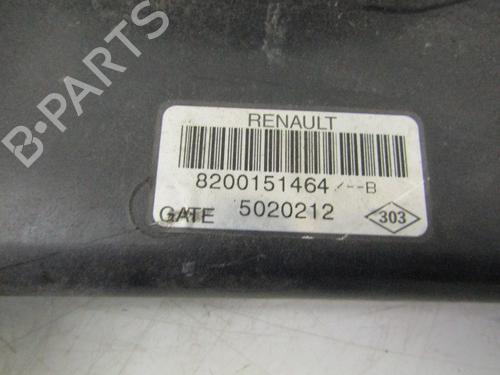 B-PARTS
RENAULT
8200151464/--B
GATE 5020212
303